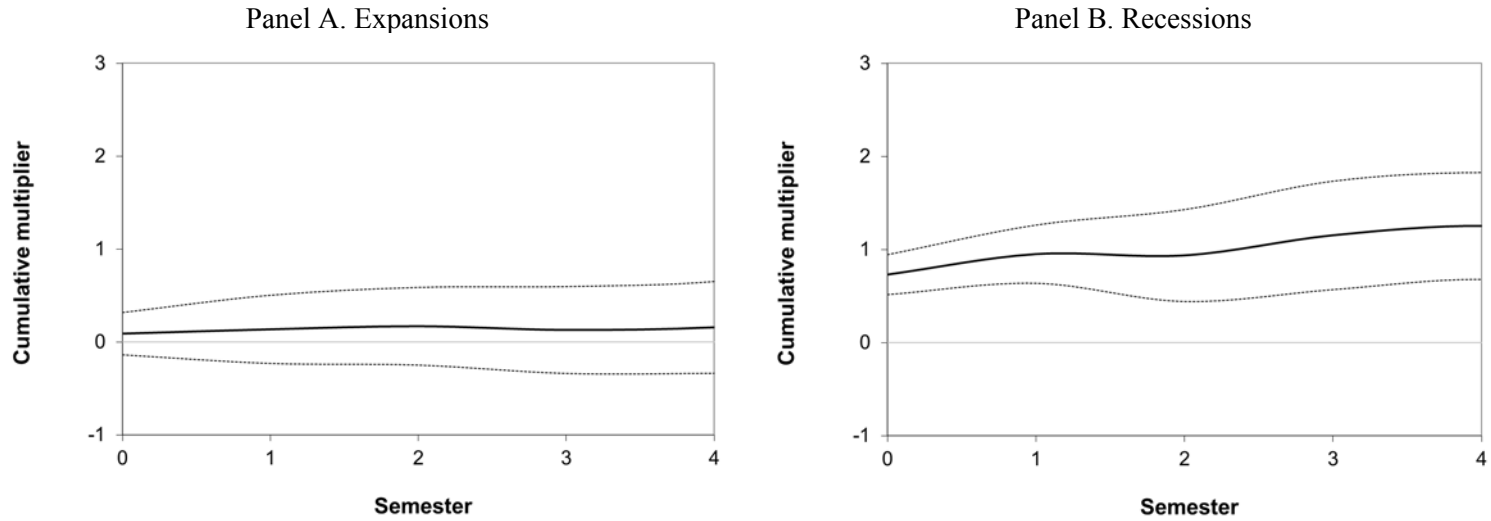 Panel A. Expansions
3
2
1
0
-1
Cumulative multiplier
0 1 2 3 4
Semester
Panel B. Recessions
3
2
1
0
-1
Cumulative multiplier
0 1 2 3 4
Semester